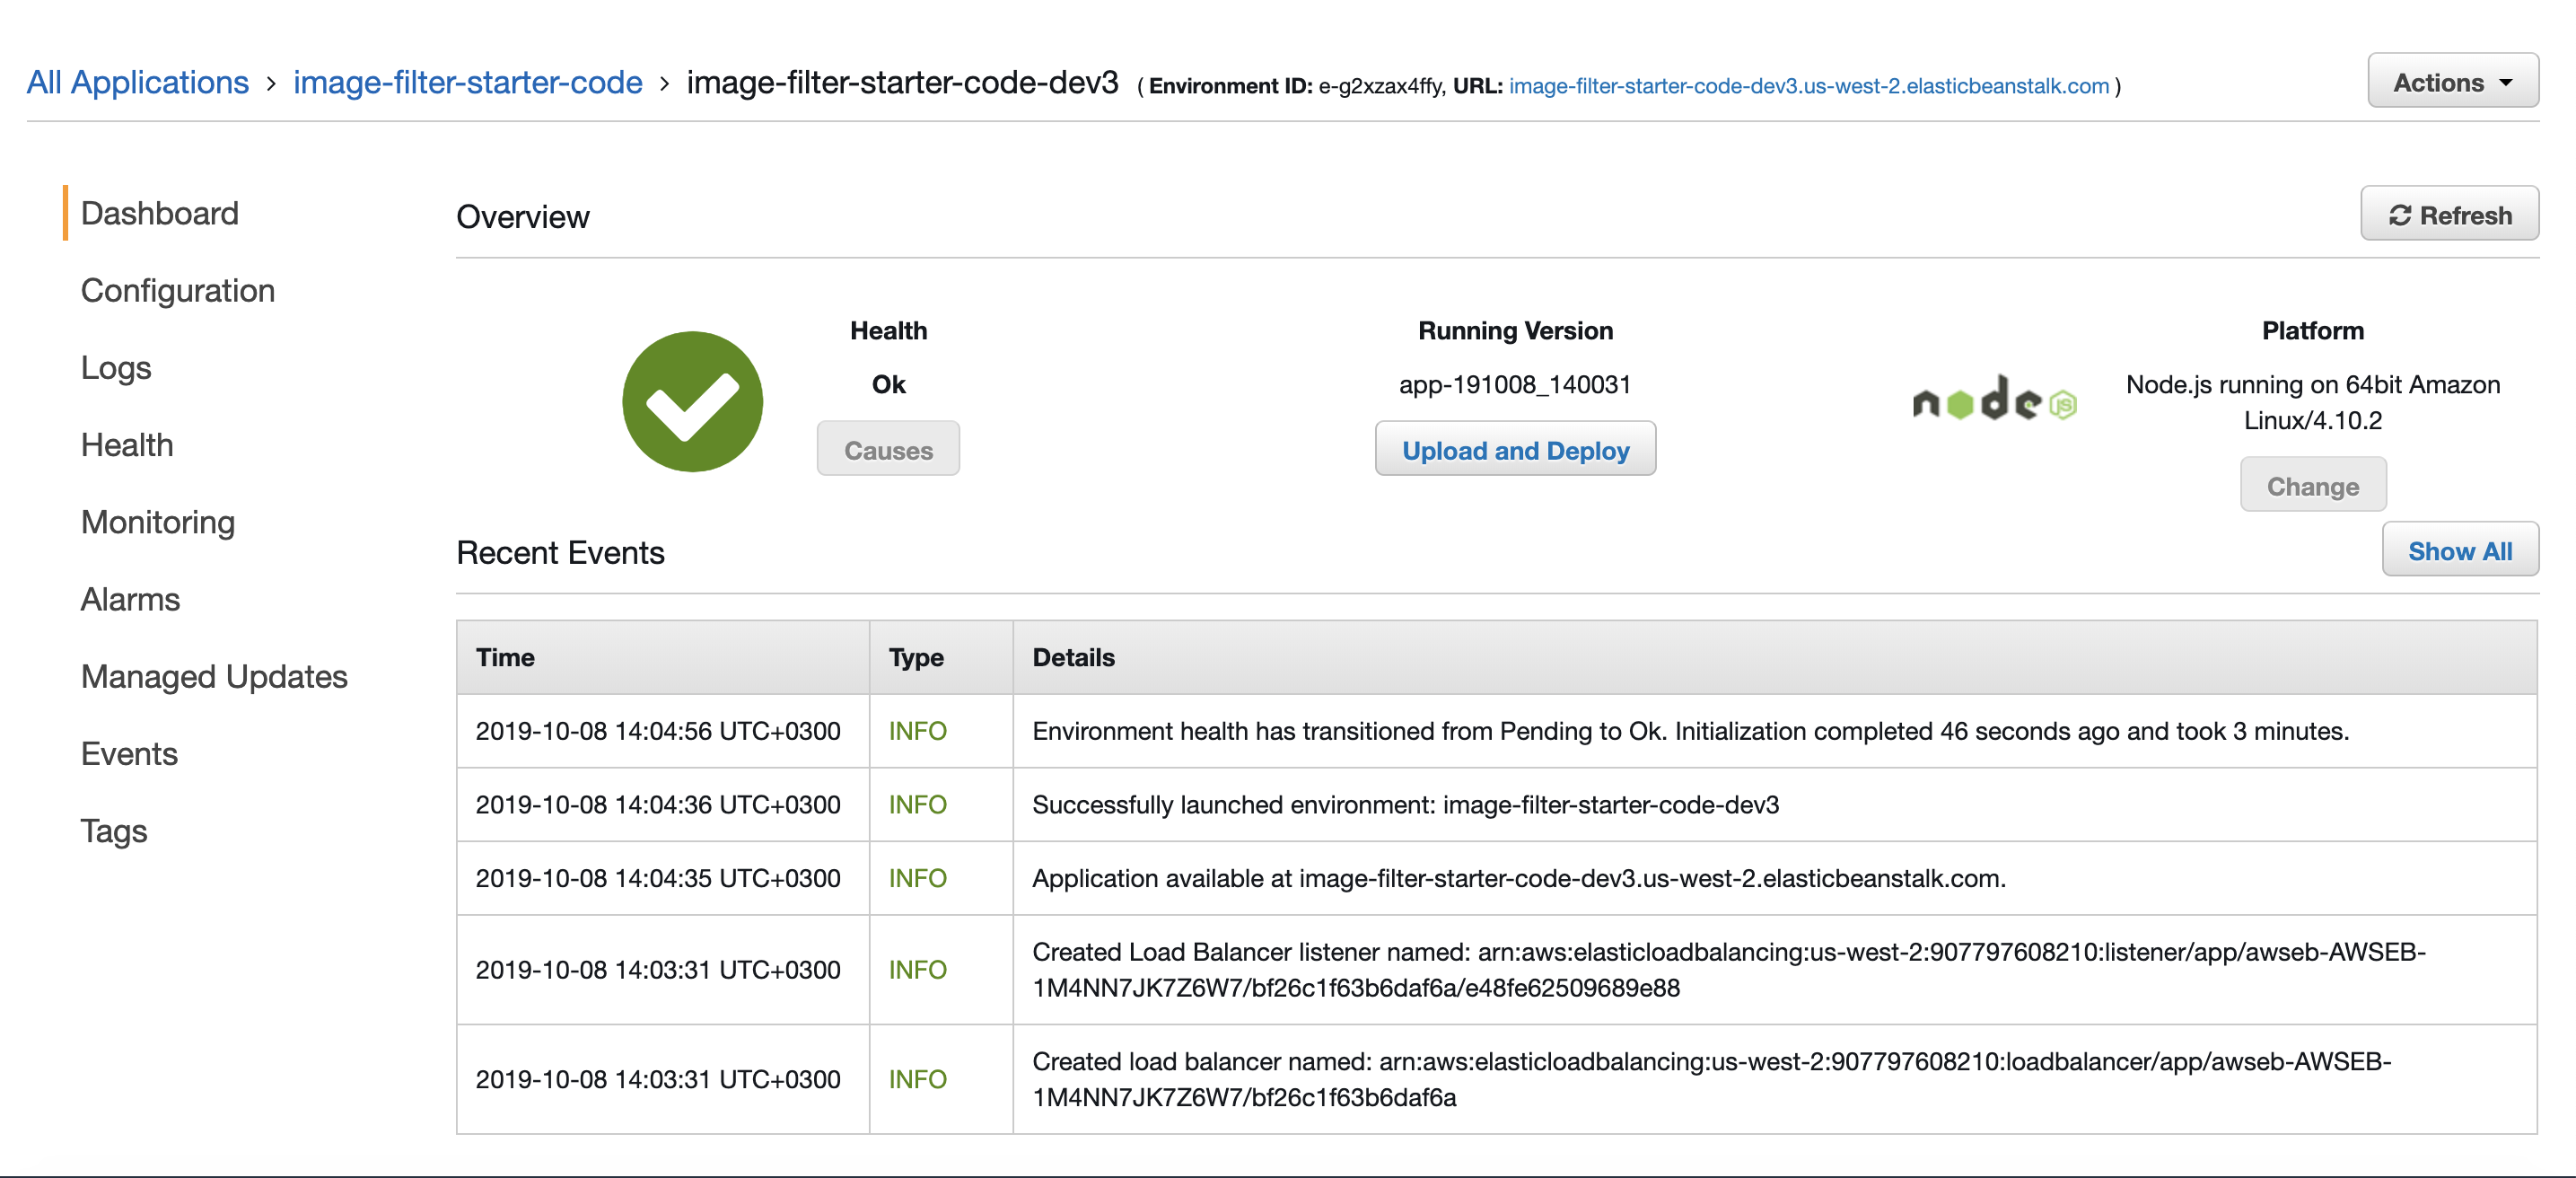 All Applications › image-filter-starter-code › image-filter-starter-code-dev3 ( Environment ID: e-g2xzax4ffy, URL: image-filter-starter-code-dev3.us-west-2.elasticbeanstalk.com )
Actions
Dashboard
Configuration
Logs
Health
Monitoring
Alarms
Managed Updates
Events
Tags
Overview
Refresh
Health
Ok
Causes
Running Version
app-191008_140031
Upload and Deploy
node JS
Platform
Node.js running on 64bit Amazon
Linux/4.10.2
Change
Recent Events
Show All
Time Type Details
2019-10-08 14:04:56 UTC+0300 INFO Environment health has transitioned from Pending to Ok. Initialization completed 46 seconds ago and took 3 minutes.
2019-10-08 14:04:36 UTC+0300 INFO Successfully launched environment: image-filter-starter-code-dev3
2019-10-08 14:04:35 UTC+0300 INFO Application available at image-filter-starter-code-dev3.us-west-2.elasticbeanstalk.com.
2019-10-08 14:03:31 UTC+0300 INFO Created Load Balancer listener named: arn:aws:elasticloadbalancing:us-west-2:907797608210:listener/app/awseb-AWSEB-
1M4NN7JK7Z6W7/bf26c1f63b6daf6a/e48fe62509689e88
2019-10-08 14:03:31 UTC+0300 INFO Created load balancer named: arn:aws:elasticloadbalancing:us-west-2:907797608210:loadbalancer/app/awseb-AWSEB-
1M4NN7JK7Z6W7/bf26c1f63b6daf6a